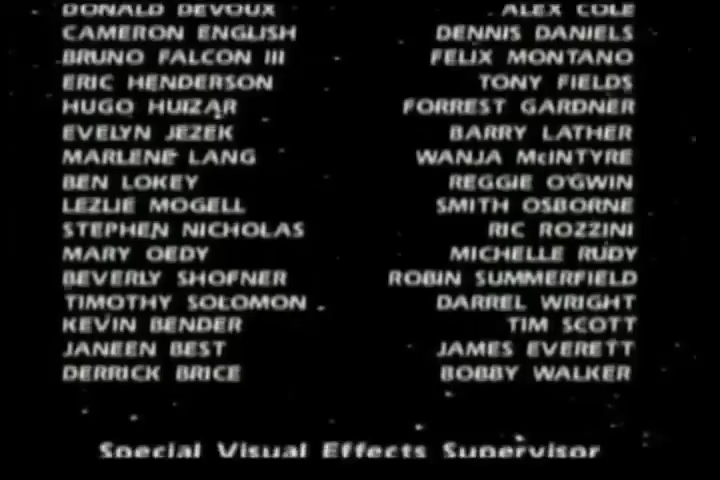 DONALD DEVOUX ALEX COLE
CAMERON ENGLISH DENNIS DANIELS
BRUNO FALCON III FELIX MONTANO
ERIC HENDERSON TONY FIELDS
HUGO HUIZAR FORREST GARDNER
EVELYN JEZEK BARRY LATHER
MARLENE LANG WANJA McINTYRE
BEN LOKEY REGGIE O'GWIN
LEZLIE MOGELL SMITH OSBORNE
STEPHEN NICHOLAS RIC ROZZINI
MARY OEDY MICHELLE RUDY
BEVERLY SHOFNER ROBIN SUMMERFIELD
TIMOTHY SOLOMON DARREL WRIGHT
KEVIN BENDER TIM SCOTT
JANEEN BEST JAMES EVERETT
DERRICK BRICE BOBBY WALKER
Special Visual Effects Supervisor